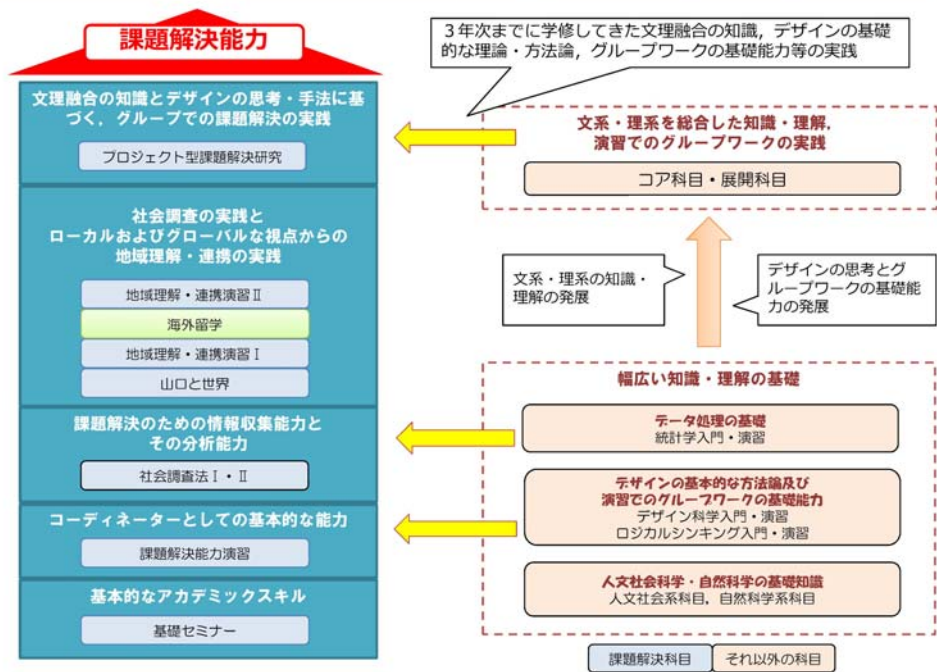 課題解決能力
文理融合の知識とデザインの思考・手法に基
づく，グループでの課題解決の実践
プロジェクト型課題解決研究
社会調査の実践と
ローカルおよびグローバルな視点からの
地域理解・連携の実践
地域理解・連携演習Ⅱ
海外留学
地域理解・連携演習Ⅰ
山口と世界
課題解決のための情報収集能力と
その分析能力
社会調査法Ⅰ・Ⅱ
コーディネーターとしての基本的な能力
課題解決能力演習
基本的なアカデミックスキル
基礎セミナー
３年次までに学修してきた文理融合の知識，デザインの基礎
的な理論・方法論，グループワークの基礎能力等の実践
文系・理系を総合した知識・理解，
演習でのグループワークの実践
コア科目・展開科目
文系・理系の知識・
理解の発展
デザインの思考とグ
ループワークの基礎能
力の発展
幅広い知識・理解の基礎
データ処理の基礎
統計学入門・演習
デザインの基本的な方法論及び
演習でのグループワークの基礎能力
デザイン科学入門・演習
ロジカルシンキング入門・演習
人文社会科学・自然科学の基礎知識
人文社会系科目，自然科学系科目
課題解決科目
それ以外の科目